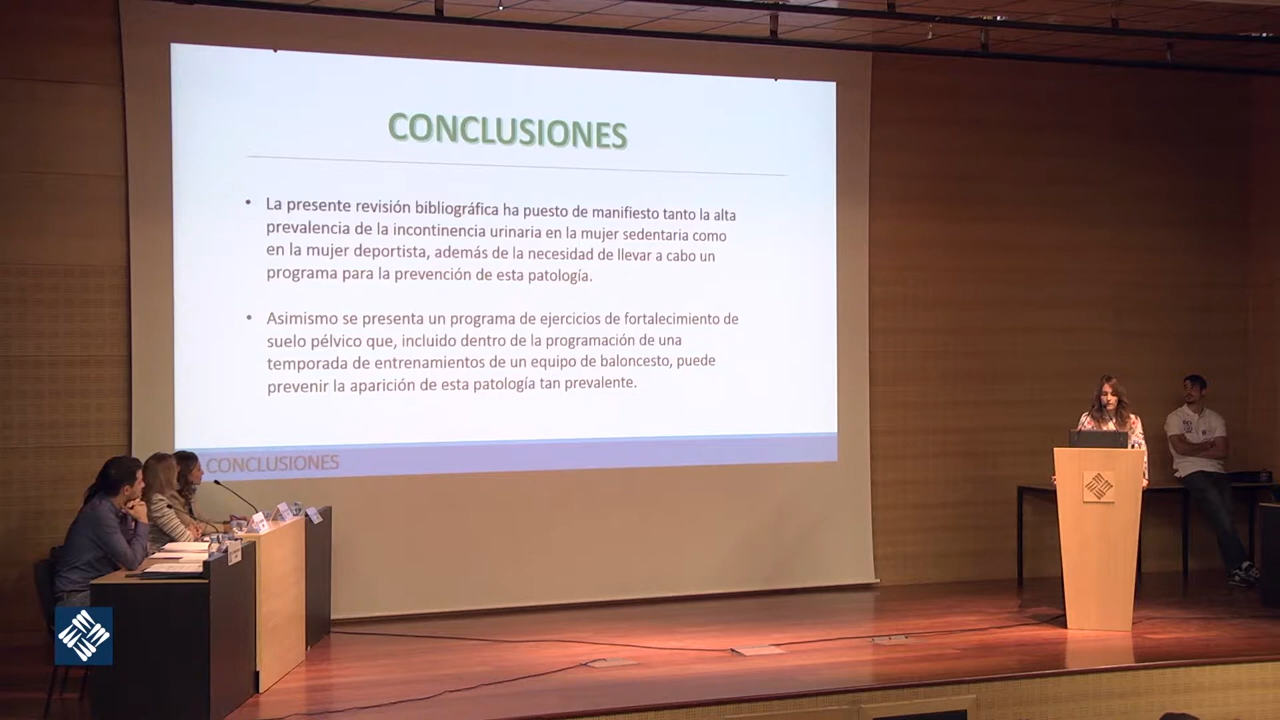 CONCLUSIONES
• La presente revisión bibliográfica ha puesto de manifiesto tanto la alta
prevalencia de la incontinencia urinaria en la mujer sedentaria como
en la mujer deportista, además de la necesidad de llevar a cabo un
programa para la prevención de esta patología.
• Asimismo se presenta un programa de ejercicios de fortalecimiento de
suelo pélvico que, incluido dentro de la programación de una
temporada de entrenamientos de un equipo de baloncesto, puede
prevenir la aparición de esta patología tan prevalente.
CONCLUSIONES